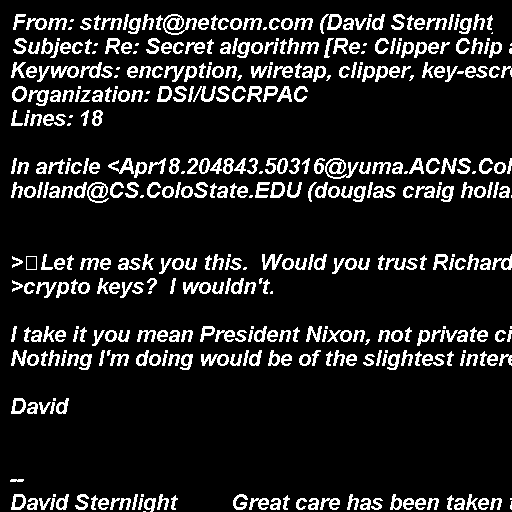 From: strnlght@netcom.com (David Sternlight
Subject: Re: Secret algorithm [Re: Clipper Chip
Keywords: encryption, wiretap, clipper, key-escr
Organization: DSI/USCRPAC
Lines: 18
In article <Apr18.204843.50316@yuma.ACNS.Col
holland@CS.ColoState.EDU (douglas craig holla
>Let me ask you this.  Would you trust Richard
>crypto keys?  I wouldn't.
I take it you mean President Nixon, not private ci
Nothing I'm doing would be of the slightest intere
David
--
David Sternlight        Great care has been taken t